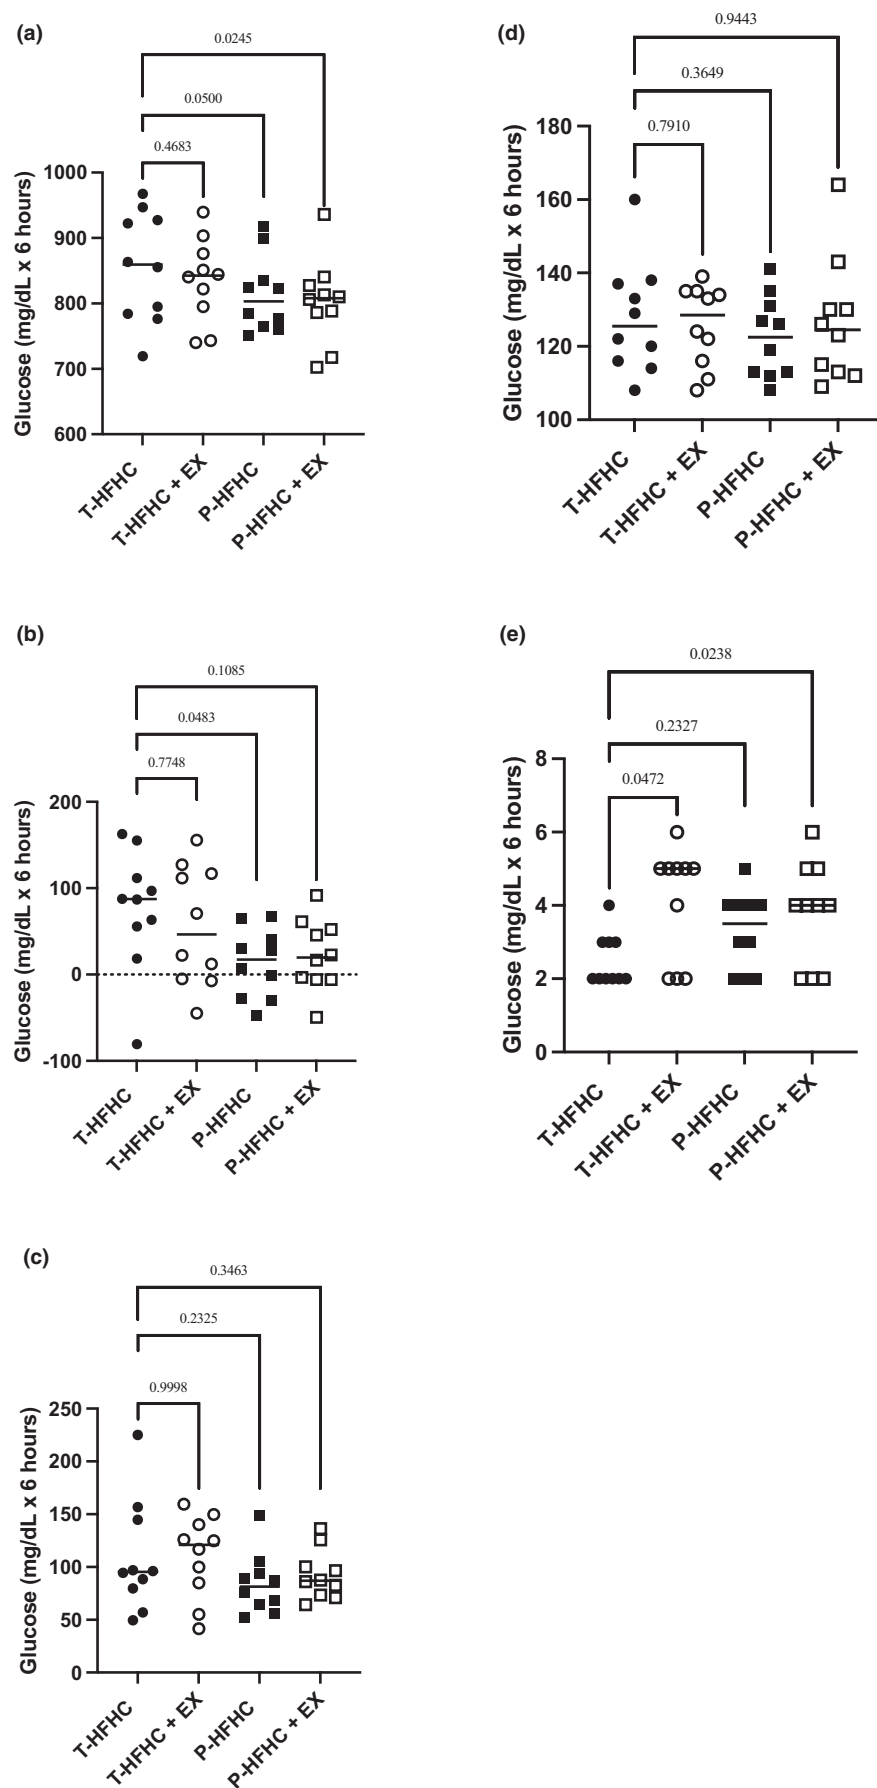 (a)
0.0245
0.0500
0.4683
Glucose (mg/dL x 6 hours)
1000
900
800
700
600
T-HFHC
T-HFHC + EX
P-HFHC
P-HFHC + EX
(d)
0.9443
0.3649
0.7910
Glucose (mg/dL x 6 hours)
180
160
140
120
100
T-HFHC
T-HFHC + EX
P-HFHC
P-HFHC + EX
(b)
0.1085
0.0483
0.7748
Glucose (mg/dL x 6 hours)
200
100
0
-100
T-HFHC
T-HFHC + EX
P-HFHC
P-HFHC + EX
(e)
0.0238
0.2327
0.0472
Glucose (mg/dL x 6 hours)
8
6
4
2
0
T-HFHC
T-HFHC + EX
P-HFHC
P-HFHC + EX
(c)
0.3463
0.2325
0.9998
Glucose (mg/dL x 6 hours)
250
200
150
100
50
0
T-HFHC
T-HFHC + EX
P-HFHC
P-HFHC + EX